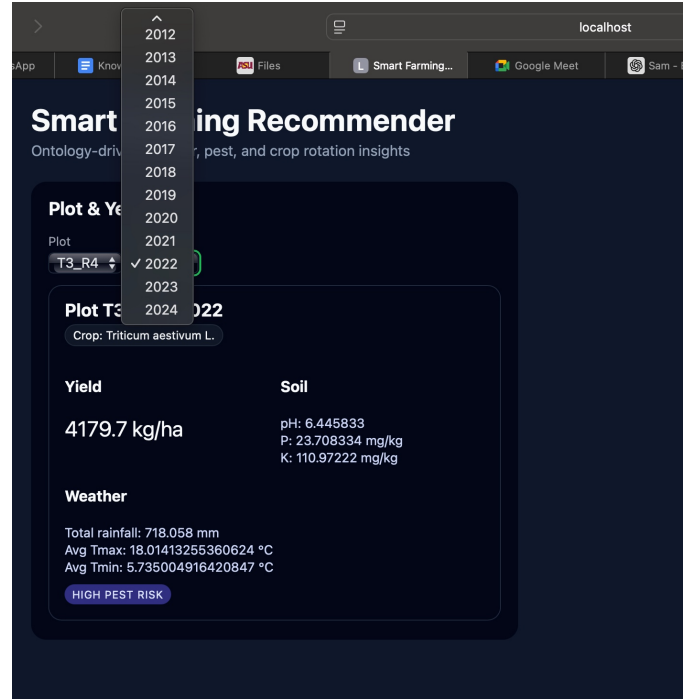 localhost
sApp
Know
ASU Files
L Smart Farming...
Google Meet
Sam -
2012
2013
2014
2015
2016
2017
2018
2019
2020
2021
✓ 2022
2023
2024
Smart ing Recommender
Ontology-driv r, pest, and crop rotation insights
Plot & Ye
Plot
T3_R4
Plot T3 022
Crop: Triticum aestivum L.
Yield
4179.7 kg/ha
Soil
pH: 6.445833
P: 23.708334 mg/kg
K: 110.97222 mg/kg
Weather
Total rainfall: 718.058 mm
Avg Tmax: 18.01413255360624 °C
Avg Tmin: 5.735004916420847 °C
HIGH PEST RISK